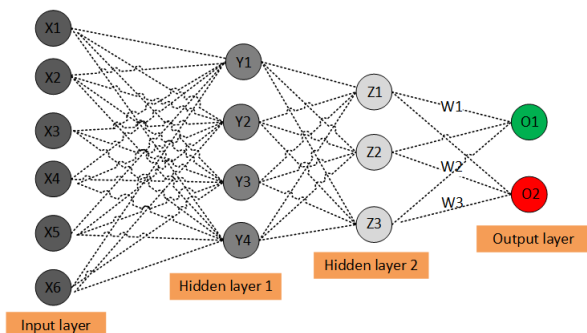 X1
X2
X3
X4
X5
X6
Input layer
Y1
Y2
Y3
Y4
Hidden layer 1
Z1
Z2
Z3
Hidden layer 2
W1
W2
W3
O1
O2
Output layer